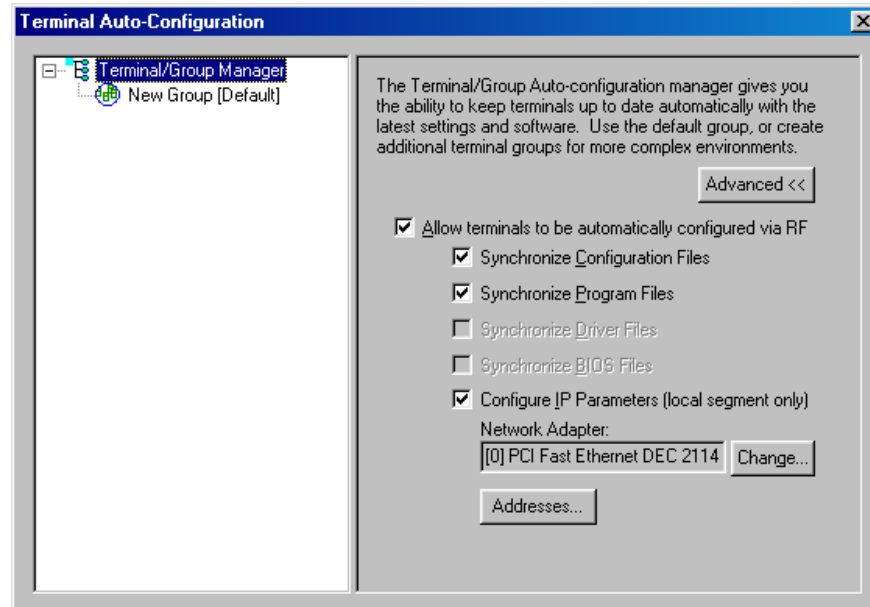 Terminal Auto-Configuration
Terminal/Group Manager
New Group [Default]
The Terminal/Group Auto-configuration manager gives you
the ability to keep terminals up to date automatically with the
latest settings and software. Use the default group, or create
additional terminal groups for more complex environments.
Advanced <<
Allow terminals to be automatically configured via RF
Synchronize Configuration Files
Synchronize Program Files
Synchronize Driver Files
Synchronize BIOS Files
Configure IP Parameters (local segment only)
Network Adapter:
[0] PCI Fast Ethernet DEC 2114
Change...
Addresses...